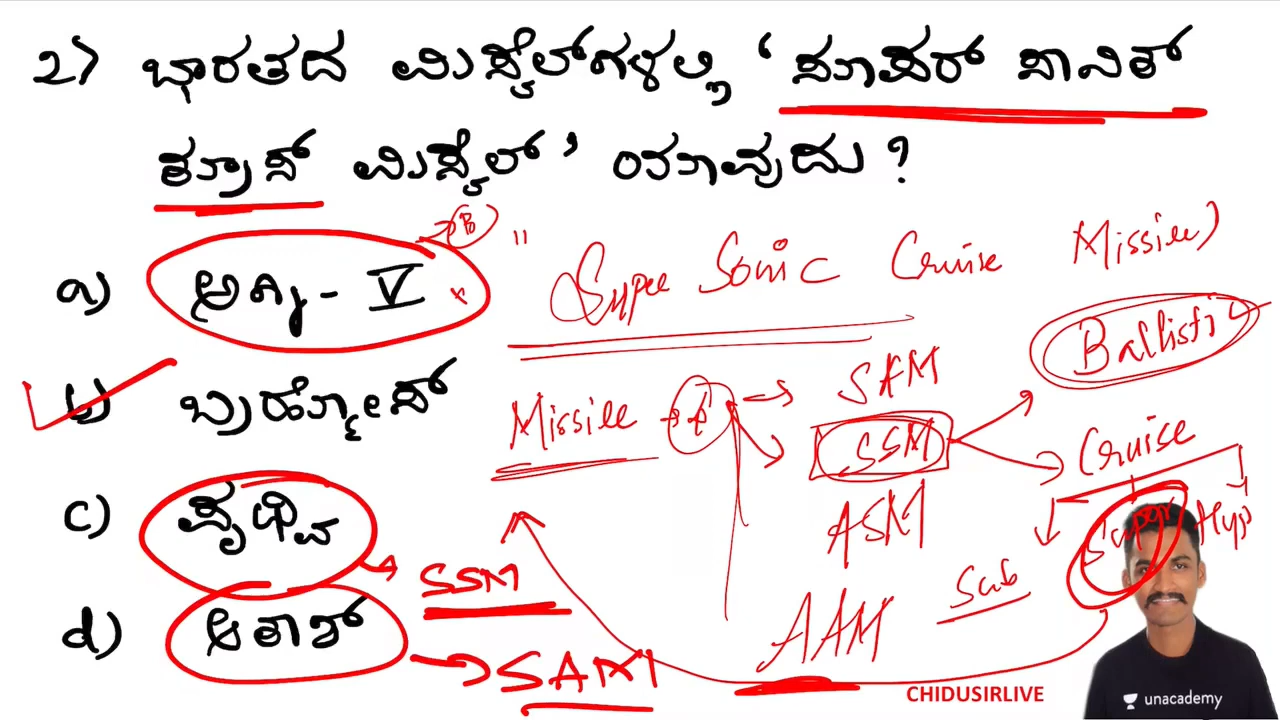 2) ಭಾರತದ ಮಿಸ್ಸೈಲ್‌ಗಳಲ್ಲಿ 'ಸೂಪರ್ ಸಾನಿಕ್
ಕ್ರೂಸ್ ಮಿಸ್ಸೈಲ್' ಯಾವುದು?
B
" Super Sonic Cruise Missile)
a) ಅಗ್ನಿ - V x
Ballistic
SAM
b) ಬ್ರಹ್ಮೋಸ್
Missile
SSM
Cruise
c) ಪೃಥ್ವಿ
ASM
Super Hyp
SSM
Sub
d) ಆಕಾಶ್
AAM
SAM
CHIDUSIRLIVE
unacademy